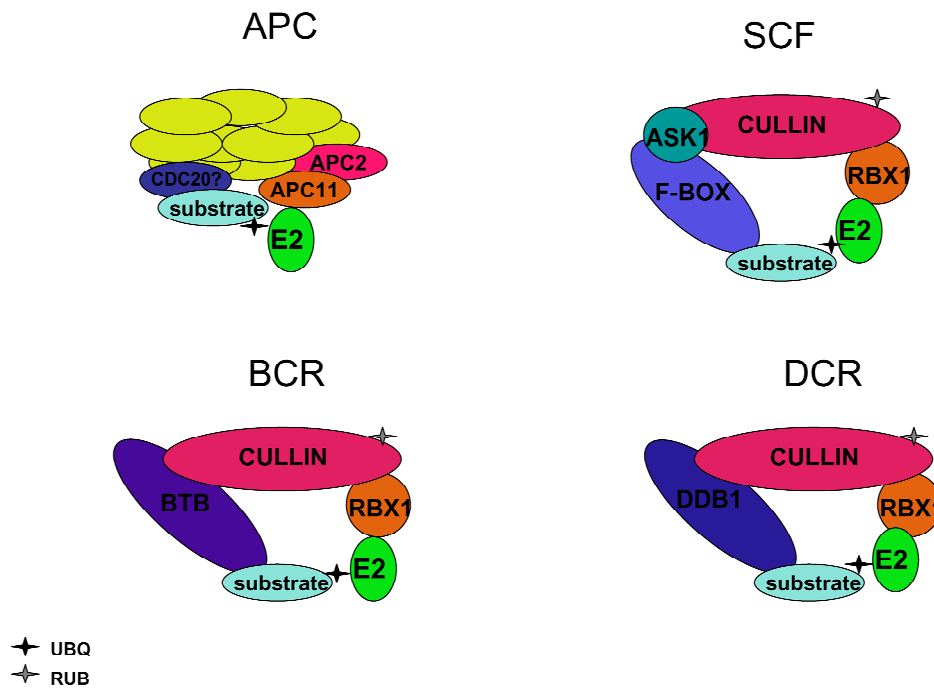 APC
CDC20?
APC2
APC11
substrate
E2
SCF
ASK1
CULLIN
F-BOX
RBX1
E2
substrate
BCR
CULLIN
BTB
RBX1
E2
substrate
DCR
CULLIN
DDB1
RBX1
E2
substrate
UBQ
RUB